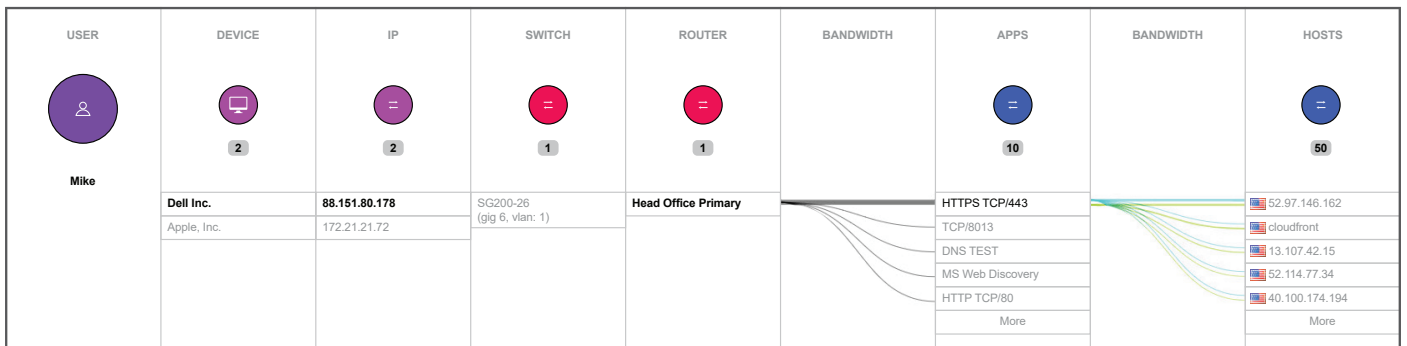 USER
DEVICE
IP
SWITCH
ROUTER
BANDWIDTH
APPS
BANDWIDTH
HOSTS
2
2
1
1
10
50
Mike
Dell Inc.
Apple, Inc.
88.151.80.178
172.21.21.72
SG200-26
(gig 6, vlan: 1)
Head Office Primary
HTTPS TCP/443
TCP/8013
DNS TEST
MS Web Discovery
HTTP TCP/80
More
52.97.146.162
cloudfront
13.107.42.15
52.114.77.34
40.100.174.194
More